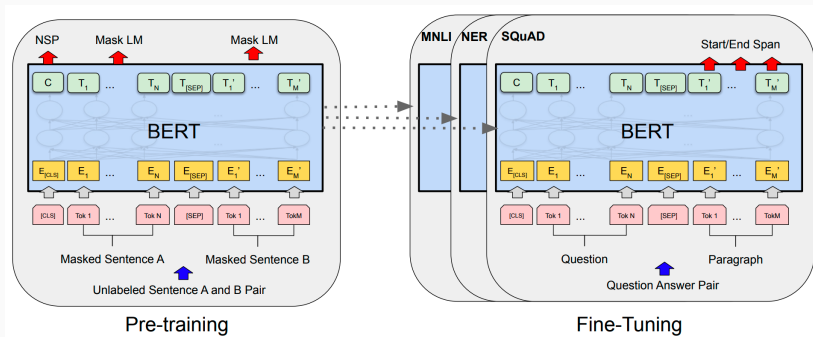 NSP Mask LM Mask LM
C T1 ... TN T[SEP] T1' ... TM'
BERT
E[CLS] E1 ... EN E[SEP] E1' ... EM'
[CLS] Tok 1 ... Tok N [SEP] Tok 1 ... TokM
Masked Sentence A Masked Sentence B
Unlabeled Sentence A and B Pair
Pre-training
MNLI NER SQuAD
Start/End Span
C T1 ... TN T[SEP] T1' ... TM'
BERT
E[CLS] E1 ... EN E[SEP] E1' ... EM'
[CLS] Tok 1 ... Tok N [SEP] Tok 1 ... TokM
Question Paragraph
Question Answer Pair
Fine-Tuning